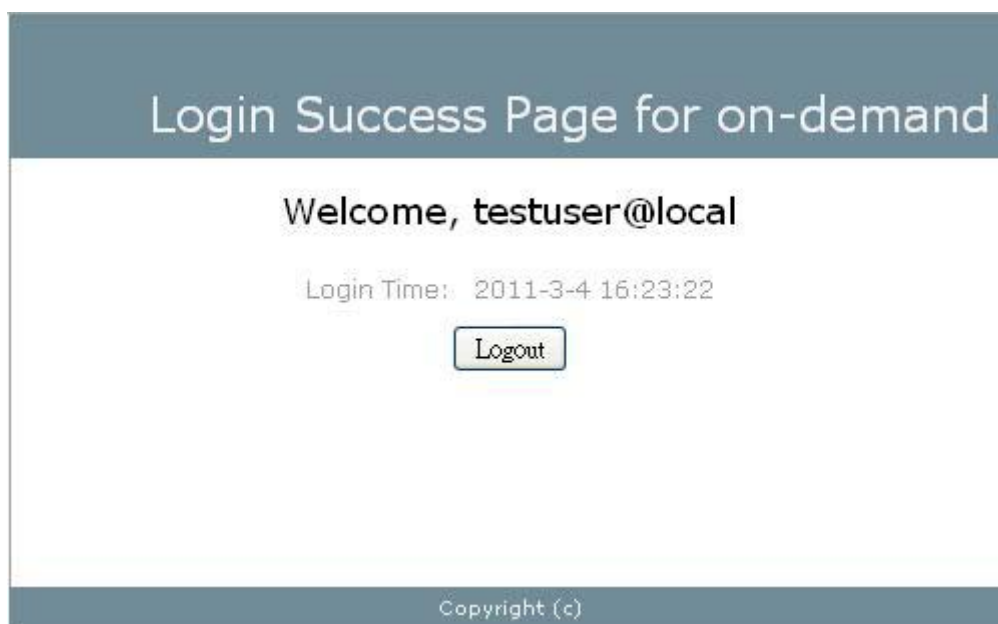 Login Success Page for on-demand
Welcome, testuser@local
Login Time: 2011-3-4 16:23:22
Logout
Copyright (c)